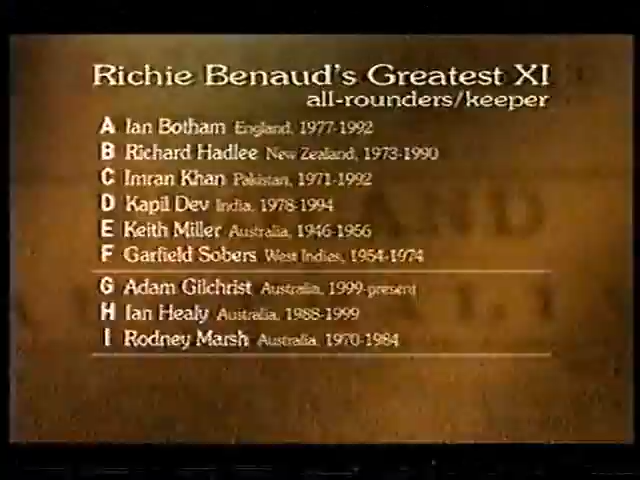 Richie Benaud's Greatest XI
all-rounders/keeper
A Ian Botham England, 1977-1992
B Richard Hadlee New Zealand, 1973-1990
C Imran Khan Pakistan, 1971-1992
D Kapil Dev India, 1978-1994
E Keith Miller Australia, 1946-1956
F Garfield Sobers West Indies, 1954-1974
G Adam Gilchrist Australia, 1999-present
H Ian Healy Australia, 1988-1999
I Rodney Marsh Australia, 1970-1984
AND